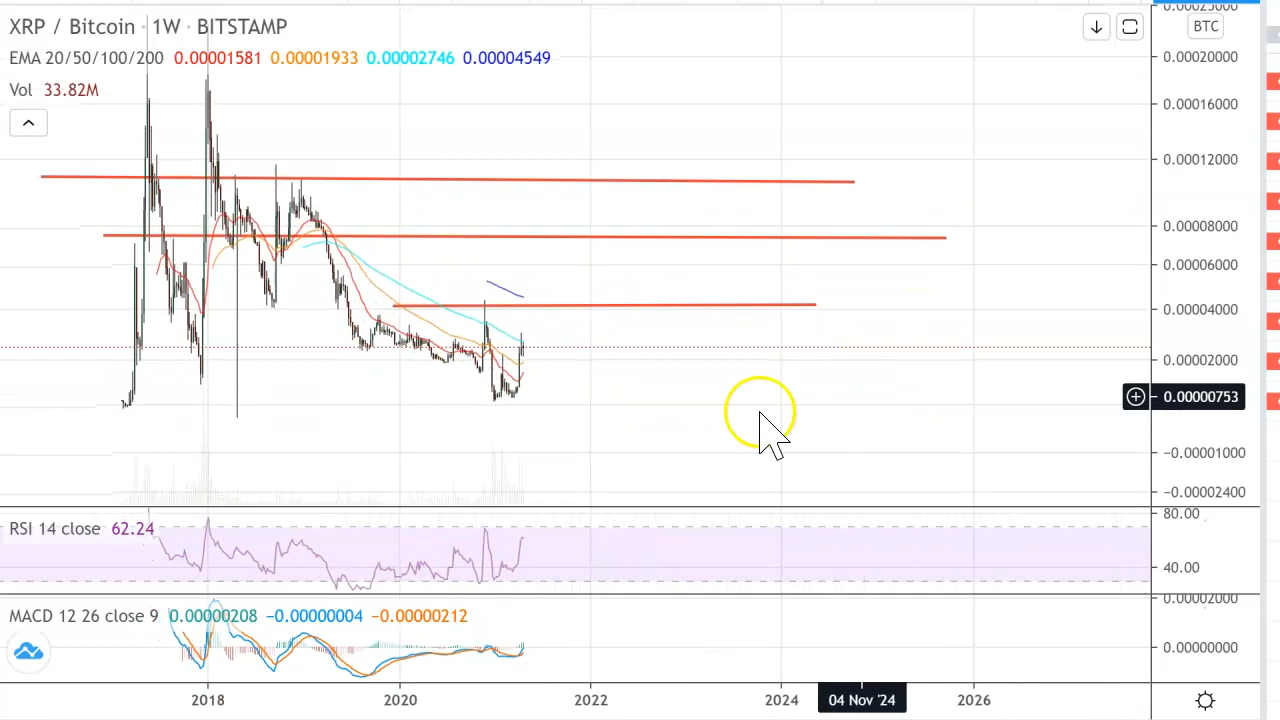 XRP / Bitcoin · 1W · BITSTAMP
BTC
EMA 20/50/100/200 0.00001581 0.00001933 0.00002746 0.00004549
Vol 33.82M
0.00025000
0.00020000
0.00016000
0.00012000
0.00008000
0.00006000
0.00004000
0.00002000
0.00000753
−0.00001000
−0.00002400
RSI 14 close 62.24
80.00
40.00
MACD 12 26 close 9 0.00000208 −0.00000004 −0.00000212
0.00002000
0.00000000
2018 2020 2022 2024 04 Nov '24 2026